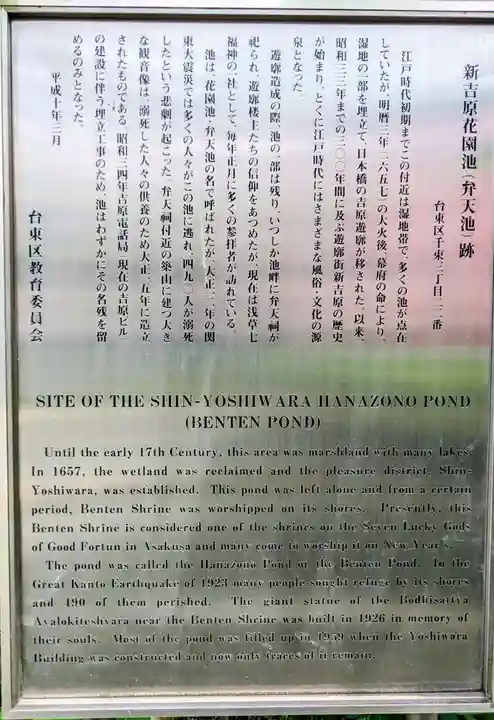 新吉原花園池(弁天池)跡
台東区千束三丁目二二番
江戸時代初期までこの付近は湿地帯で、多くの池が点在
していたが、明暦三年(一六五七)の大火後、幕府の命により、
湿地の一部を埋立て、日本橋の吉原遊廓が移された。以来、
昭和三三年までの三〇〇年間に及ぶ遊廓街新吉原の歴史
が始まり、とくに江戸時代にはさまざまな風俗・文化の源
泉となった。
遊廓造成の際、池の一部は残り、いつしか池畔に弁天祠が
祀られ、遊廓楼主たちの信仰をあつめたが、現在は浅草七
福神の一社として、毎年正月に多くの参拝者が訪れている。
池は、花園池・弁天池の名で呼ばれたが、大正一二年の関
東大震災では多くの人々がこの池に逃れ、四九〇人が溺死
したという悲劇が起こった。弁天祠付近の築山に建つ大き
な観音像は、溺死した人々の供養のため大正一五年に造立
されたものである。昭和三四年吉原電話局(現在の吉原ビル)
の建設に伴う埋立工事のため、池はわずかにその名残を留
めるのみとなった。
平成十年三月
台東区教育委員会
SITE OF THE SHIN-YOSHIWARA HANAZONO POND
(BENTEN POND)
Until the early 17th Century, this area was marshland with many lakes.
In 1657, the wetland was reclaimed and the pleasure district, Shin-
Yoshiwara, was established. This pond was left alone and from a certain
period, Benten Shrine was worshipped on its shores. Presently, this
Benten Shrine is considered one of the shrines on the Seven Lucky Gods
of Good Fortun in Asakusa and many come to worship it on New Year's.
The pond was called the Hanazono Pond or the Benten Pond. In the
Great Kanto Earthquake of 1923 many people sought refuge by its shores
and 490 of them perished. The giant statue of the Bodhisattva
Avalokiteshvara near the Benten Shrine was built in 1926 in memory of
their souls. Most of the pond was filled up in 1959 when the Yoshiwara
Building was constructed and now only traces of it remain.